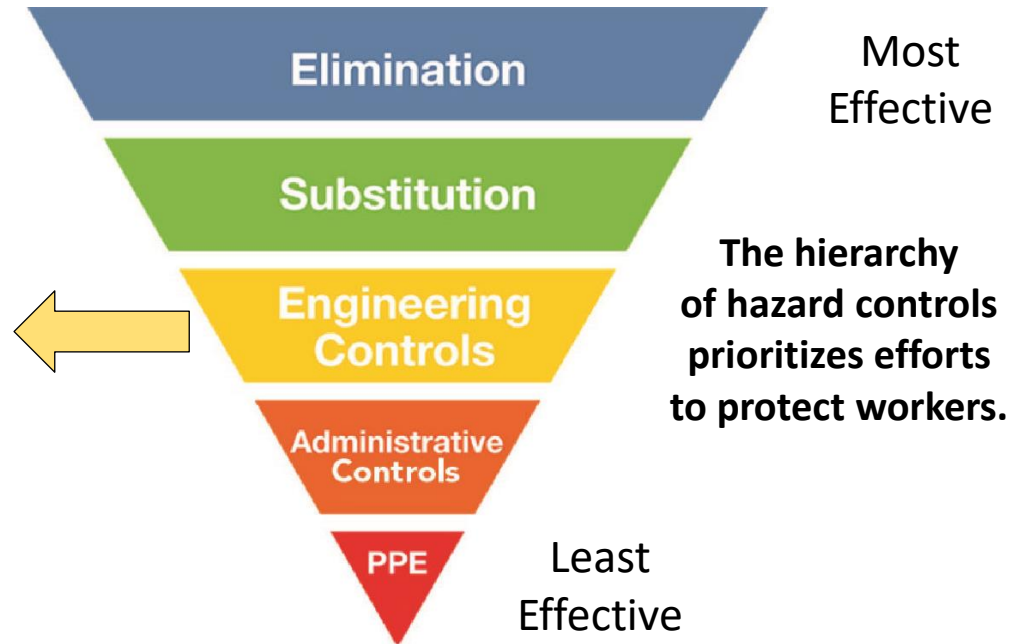 Elimination
Most
Effective
Substitution
The hierarchy
of hazard controls
prioritizes efforts
to protect workers.
Engineering
Controls
Administrative
Controls
PPE
Least
Effective